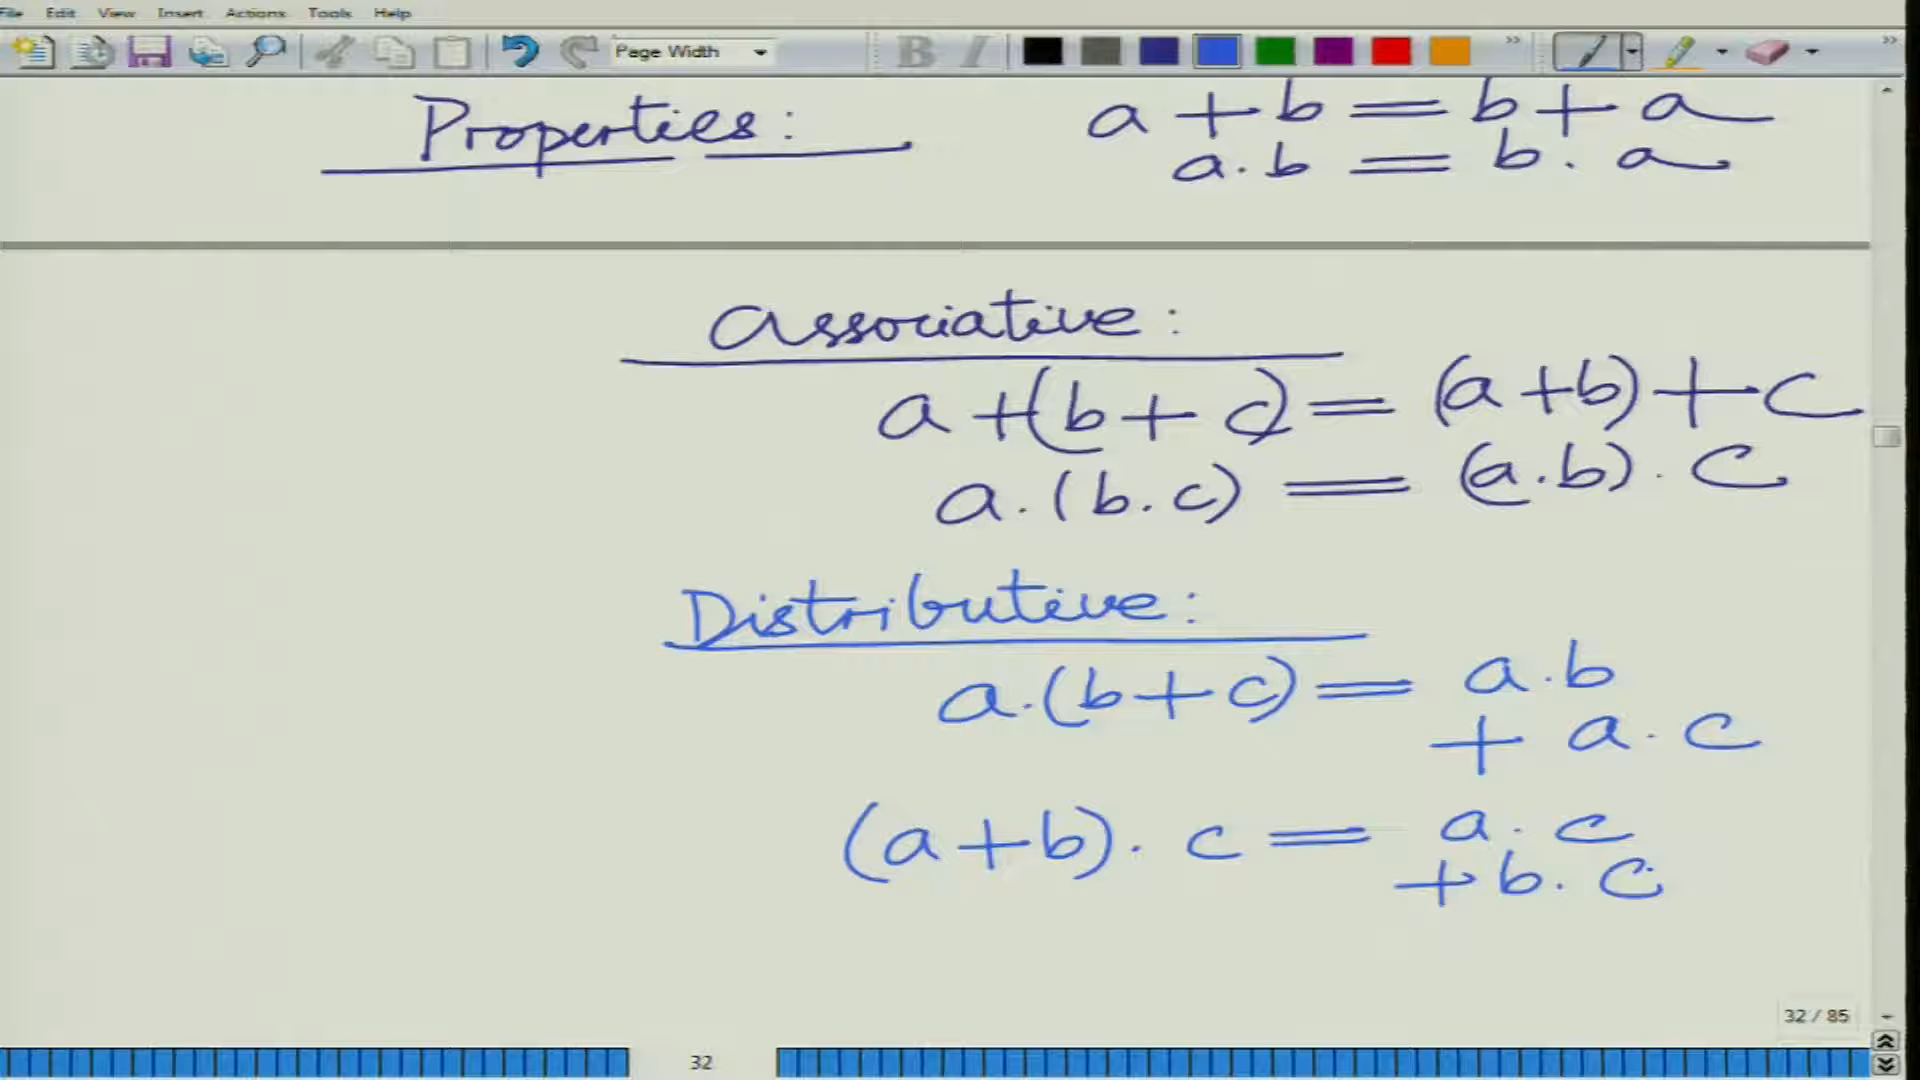 File Edit View Insert Actions Tools Help
Page Width B I
Properties: a + b = b + a
a.b = b. a
Associative:
a + (b + c) = (a + b) + c
a. (b. c) = (a.b). c
Distributive:
a. (b + c) = a.b
+ a. c
(a + b). c = a. c
+ b. c
32 / 85
32